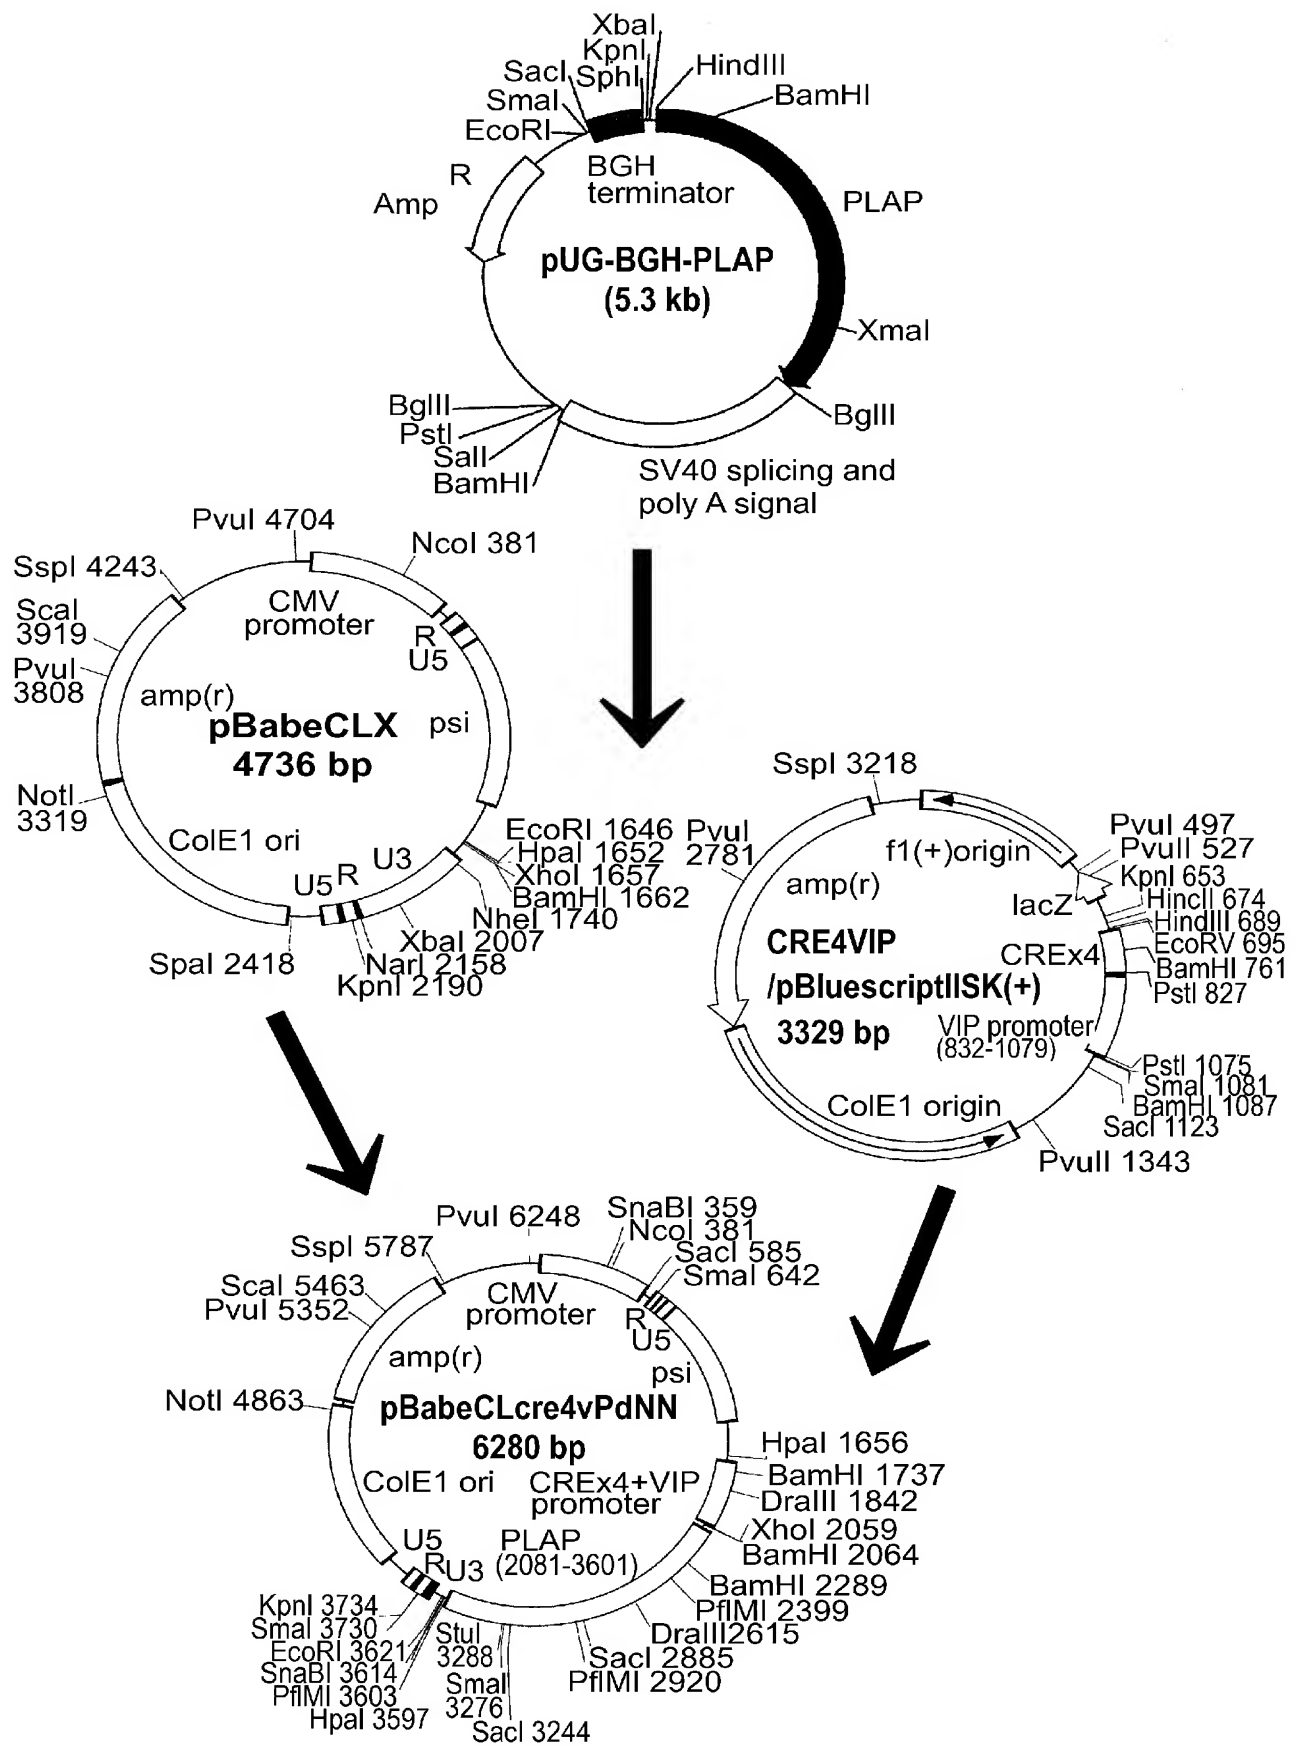 XbaI
KpnI
SphI
HindIII
SacI
BamHI
SmaI
EcoRI
BGH
terminator
R
Amp
PLAP
pUG-BGH-PLAP
(5.3 kb)
XmaI
BglII
BglII
PstI
SalI
BamHI
SV40 splicing and
poly A signal
PvuI 4704
NcoI 381
SspI 4243
CMV
promoter
ScaI
3919
R
U5
PvuI
3808
amp(r)
pBabeCLX
4736 bp
psi
NotI
3319
ColE1 ori
U5
R
U3
EcoRI 1646
HpaI 1652
XhoI 1657
BamHI 1662
NheI 1740
XbaI 2007
NarI 2158
KpnI 2190
SpaI 2418
SspI 3218
PvuI
2781
f1(+)origin
PvuI 497
PvuII 527
KpnI 653
HincII 674
HindIII 689
EcoRV 695
BamHI 761
PstI 827
amp(r)
lacZ
CREx4
CRE4VIP
/pBluescriptIISK(+)
3329 bp
VIP promoter
(832-1079)
PstI 1075
SmaI 1081
BamHI 1087
SacI 1123
ColE1 origin
PvuII 1343
PvuI 6248
SnaBI 359
NcoI 381
SacI 585
SmaI 642
SspI 5787
ScaI 5463
PvuI 5352
CMV
promoter
R
U5
amp(r)
psi
NotI 4863
pBabeCLcre4vPdNN
6280 bp
HpaI 1656
BamHI 1737
DraIII 1842
XhoI 2059
BamHI 2064
BamHI 2289
PflMI 2399
DraIII2615
SacI 2885
PflMI 2920
ColE1 ori
CREx4+VIP
promoter
U5
R
U3
PLAP
(2081-3601)
KpnI 3734
SmaI 3730
EcoRI 3621
SnaBI 3614
PflMI 3603
HpaI 3597
StuI
3288
SmaI
3276
SacI 3244